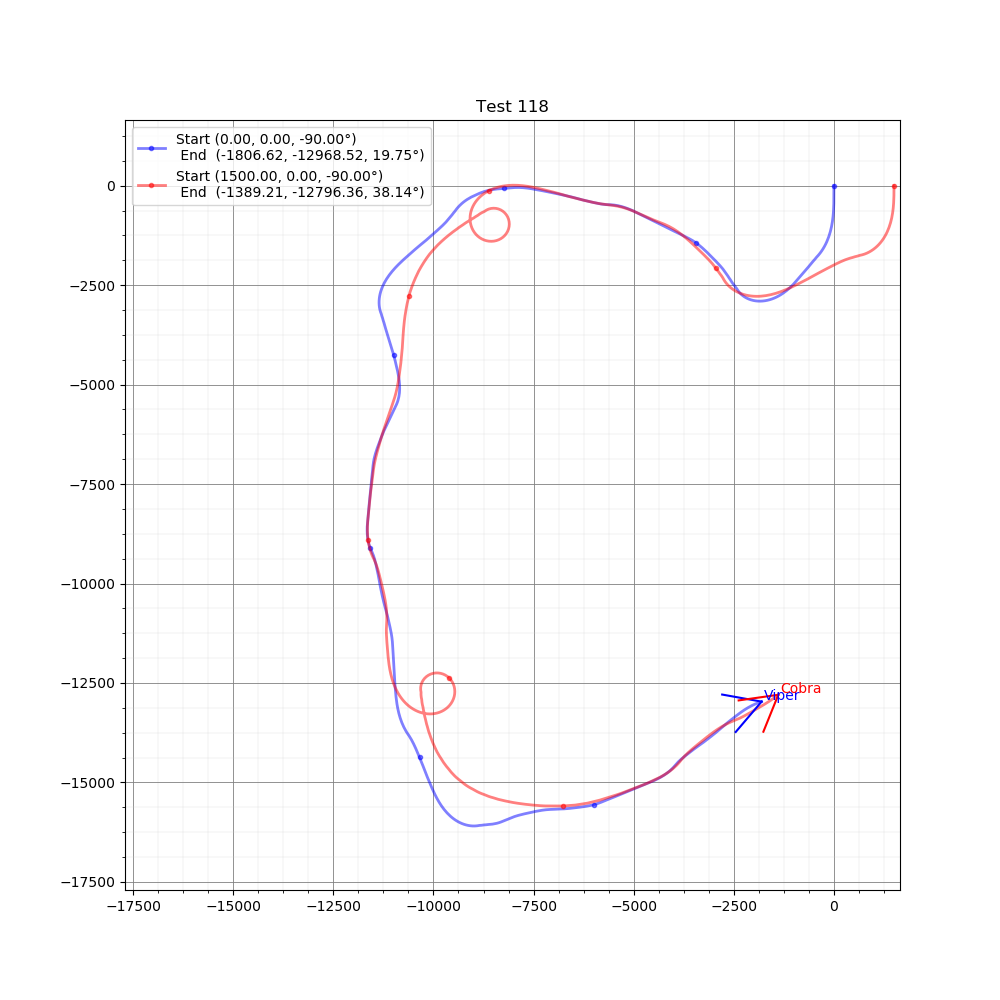 Test 118
Start (0.00, 0.00, -90.00°)
End  (-1806.62, -12968.52, 19.75°)
Start (1500.00, 0.00, -90.00°)
End  (-1389.21, -12796.36, 38.14°)
0
−2500
−5000
−7500
−10000
−12500
−15000
−17500
Cobra
Viper
−17500 −15000 −12500 −10000 −7500 −5000 −2500 0